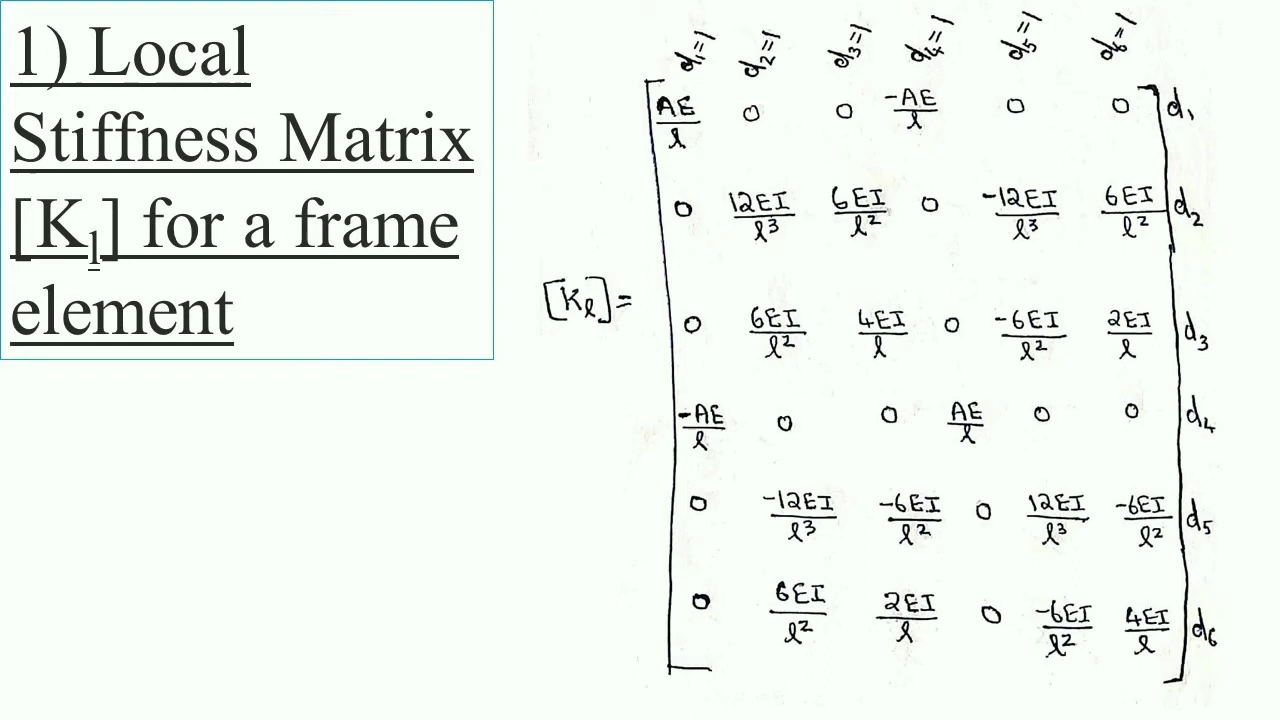 1) Local
Stiffness Matrix
[Kl] for a frame
element
d1=1 d2=1 d3=1 d4=1 d5=1 d6=1
AE/l 0 0 -AE/l 0 0 d1
0 12EI/l³ 6EI/l² 0 -12EI/l³ 6EI/l² d2
[Kℓ]=
0 6EI/l² 4EI/l 0 -6EI/l² 2EI/l d3
-AE/l 0 0 AE/l 0 0 d4
0 -12EI/l³ -6EI/l² 0 12EI/l³ -6EI/l² d5
0 6EI/l² 2EI/l 0 -6EI/l² 4EI/l d6